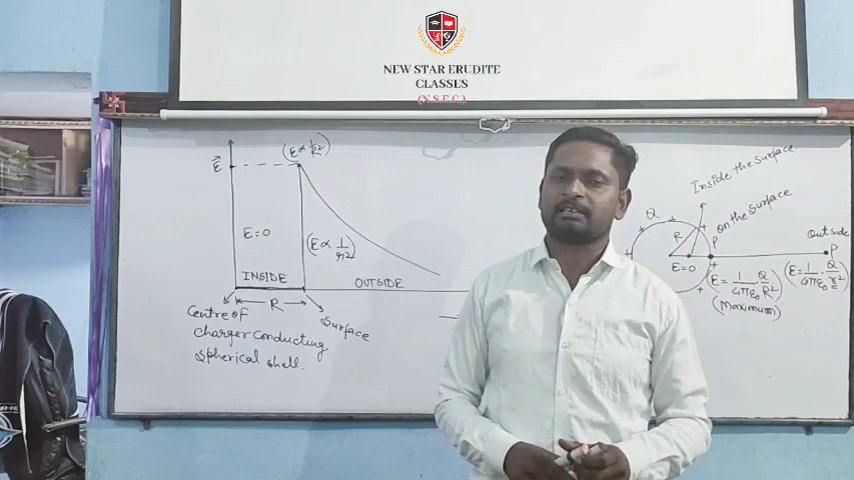 NEW STAR ERUDITE
CLASSES
(N.S.E.C.)
E⃗
(E ∝ 1/R²)
E=0
(E ∝ 1/r²)
INSIDE
OUTSIDE
R
Centre of
charger conducting
spherical shell.
Surface
Inside the surface
on the surface
Outside
Q
R
P
P
E=0
(E = 1/4πε₀ · Q/R²)
(Maximum)
(E = 1/4πε₀ · Q/r²)